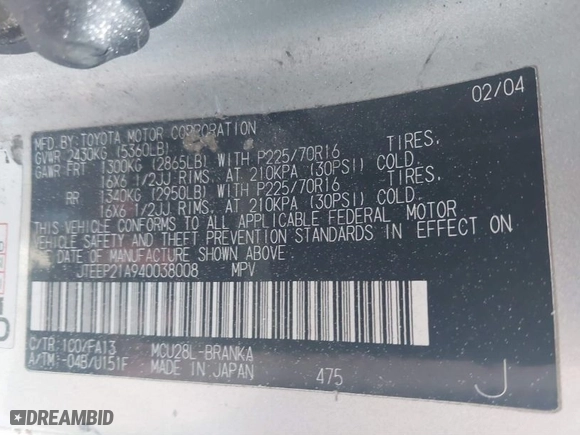 02/04
MFD.BY:TOYOTA MOTOR CORPORATION
GVWR 2430KG (5360LB)
GAWR FRT 1300KG (2865LB) WITH P225/70R16 TIRES,
16X6 1/2JJ RIMS, AT 210KPA (30PSI) COLD.
RR 1340KG (2950LB) WITH P225/70R16 TIRES,
16X6 1/2JJ RIMS, AT 210KPA (30PSI) COLD.
THIS VEHICLE CONFORMS TO ALL APPLICABLE FEDERAL MOTOR
VEHICLE SAFETY AND THEFT PREVENTION STANDARDS IN EFFECT ON
THE DATE OF MANUFACTURE SHOWN ABOVE.
JTEEP21A940038008 MPV
C/TR:1C0/FA13 MCU28L-BRANKA
A/TM:-04B/U151F MADE IN JAPAN 475 J
DREAMBID